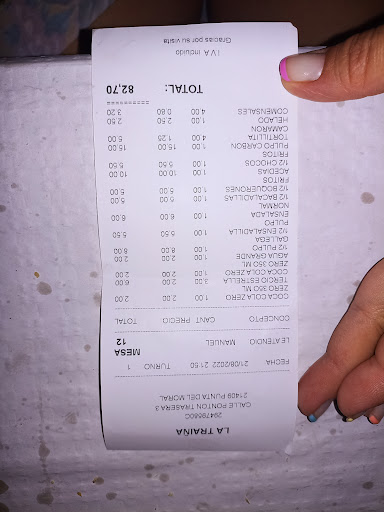 LA TRAIÑA
29479560C
CALLE PONTON TRASERA 3
21409 PUNTA DEL MORAL
FECHA 21/08/2022 21:50 TURNO 1
LE ATENDIO MANUEL MESA 12
CONCEPTO CANT PRECIO TOTAL
COCA COLA ZERO 1.00 2.00 2.00
ZERO 350 ML
TERCIO ESTRELLA 2.00 3.00 6.00
COCA COLA ZERO 1.00 2.00 2.00
ZERO 350 ML
AGUA GRANDE 1.00 2.00 2.00
1/2 PULPO 1.00 8.00 8.00
GALLEGA
1/2 ENSALADILLA 1.00 5.50 5.50
PULPO
ENSALADA 1.00 6.00 6.00
NORMAL
1/2 BACALADILLAS 1.00 5.00 5.00
1/2 BOQUERONES 1.00 5.00 5.00
FRITOS
ACEDIAS 1.00 10.00 10.00
1/2 CHOCOS 1.00 5.50 5.50
FRITOS
PULPO CARBON 1.00 15.00 15.00
TORTILLITA 4.00 1.25 5.00
CAMARON
HELADO 1.00 2.50 2.50
COMENSALES 4.00 0.80 3.20
==========
TOTAL: 82,70
I V A incluido
Gracias por su visita